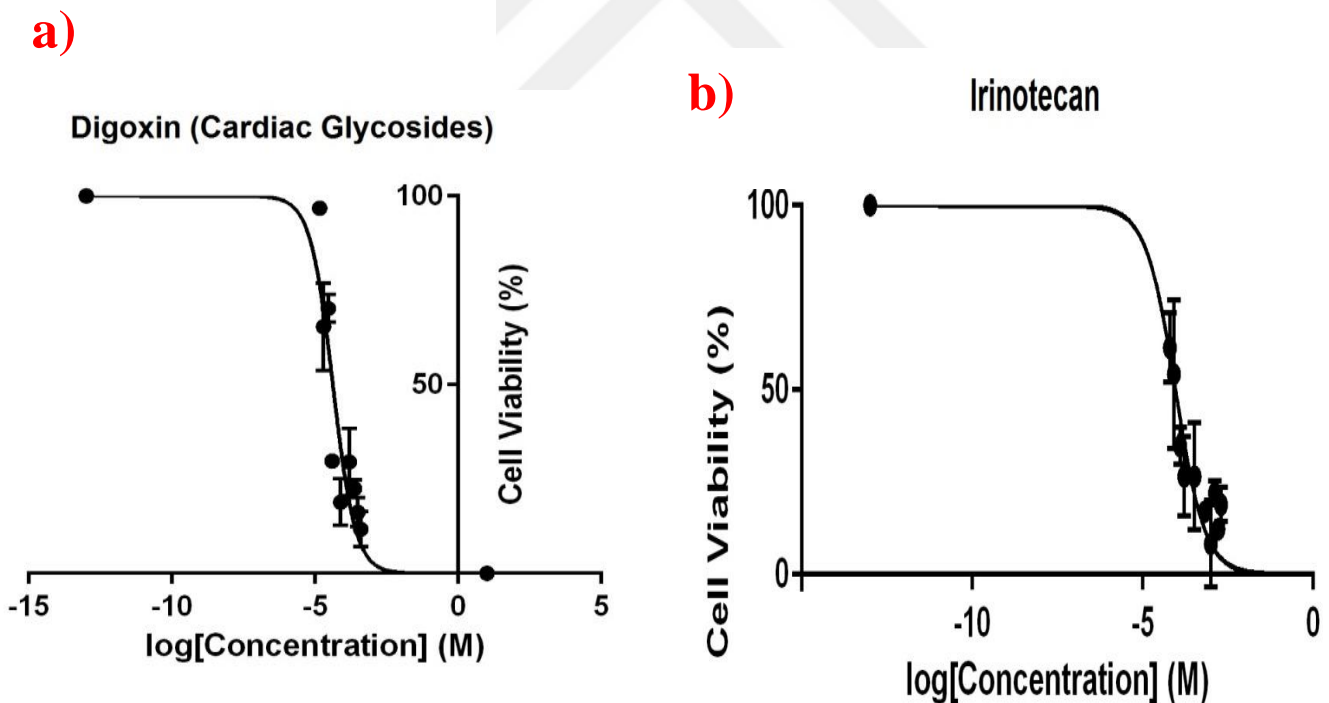 a)
Digoxin (Cardiac Glycosides)
100
50
Cell Viability (%)
-15 -10 -5 0 5
log[Concentration] (M)
b)
Irinotecan
100
50
0
Cell Viability (%)
-10 -5 0
log[Concentration] (M)